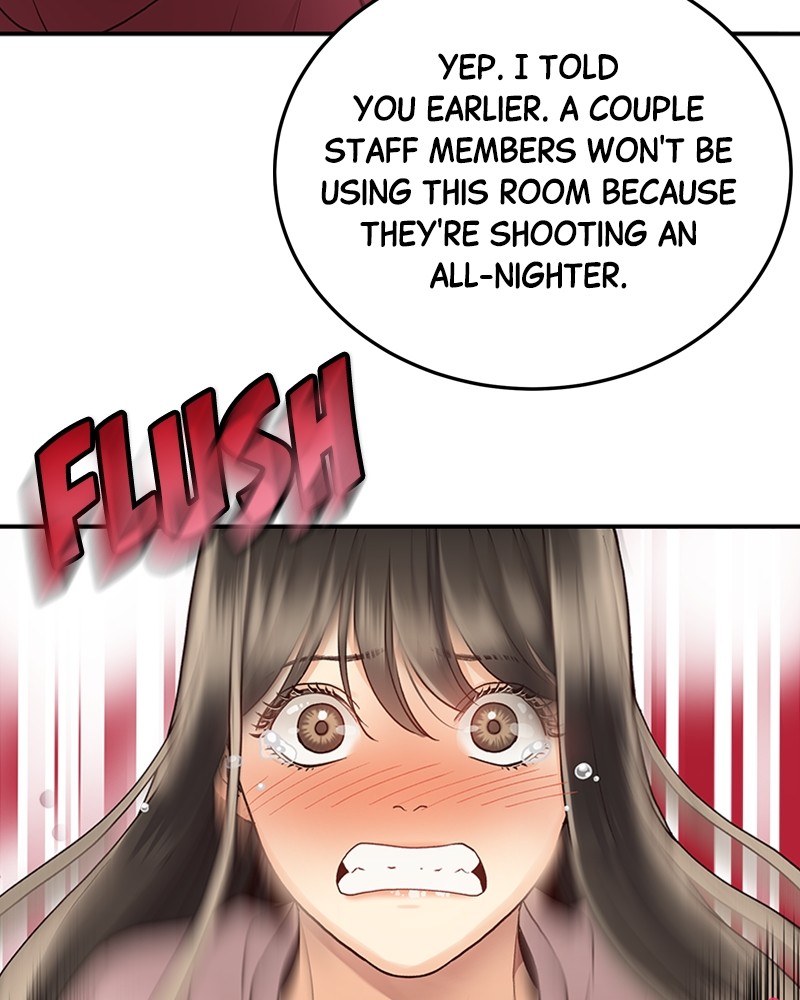 YEP. I TOLD
YOU EARLIER. A COUPLE
STAFF MEMBERS WON'T BE
USING THIS ROOM BECAUSE
THEY'RE SHOOTING AN
ALL-NIGHTER.
FLUSH